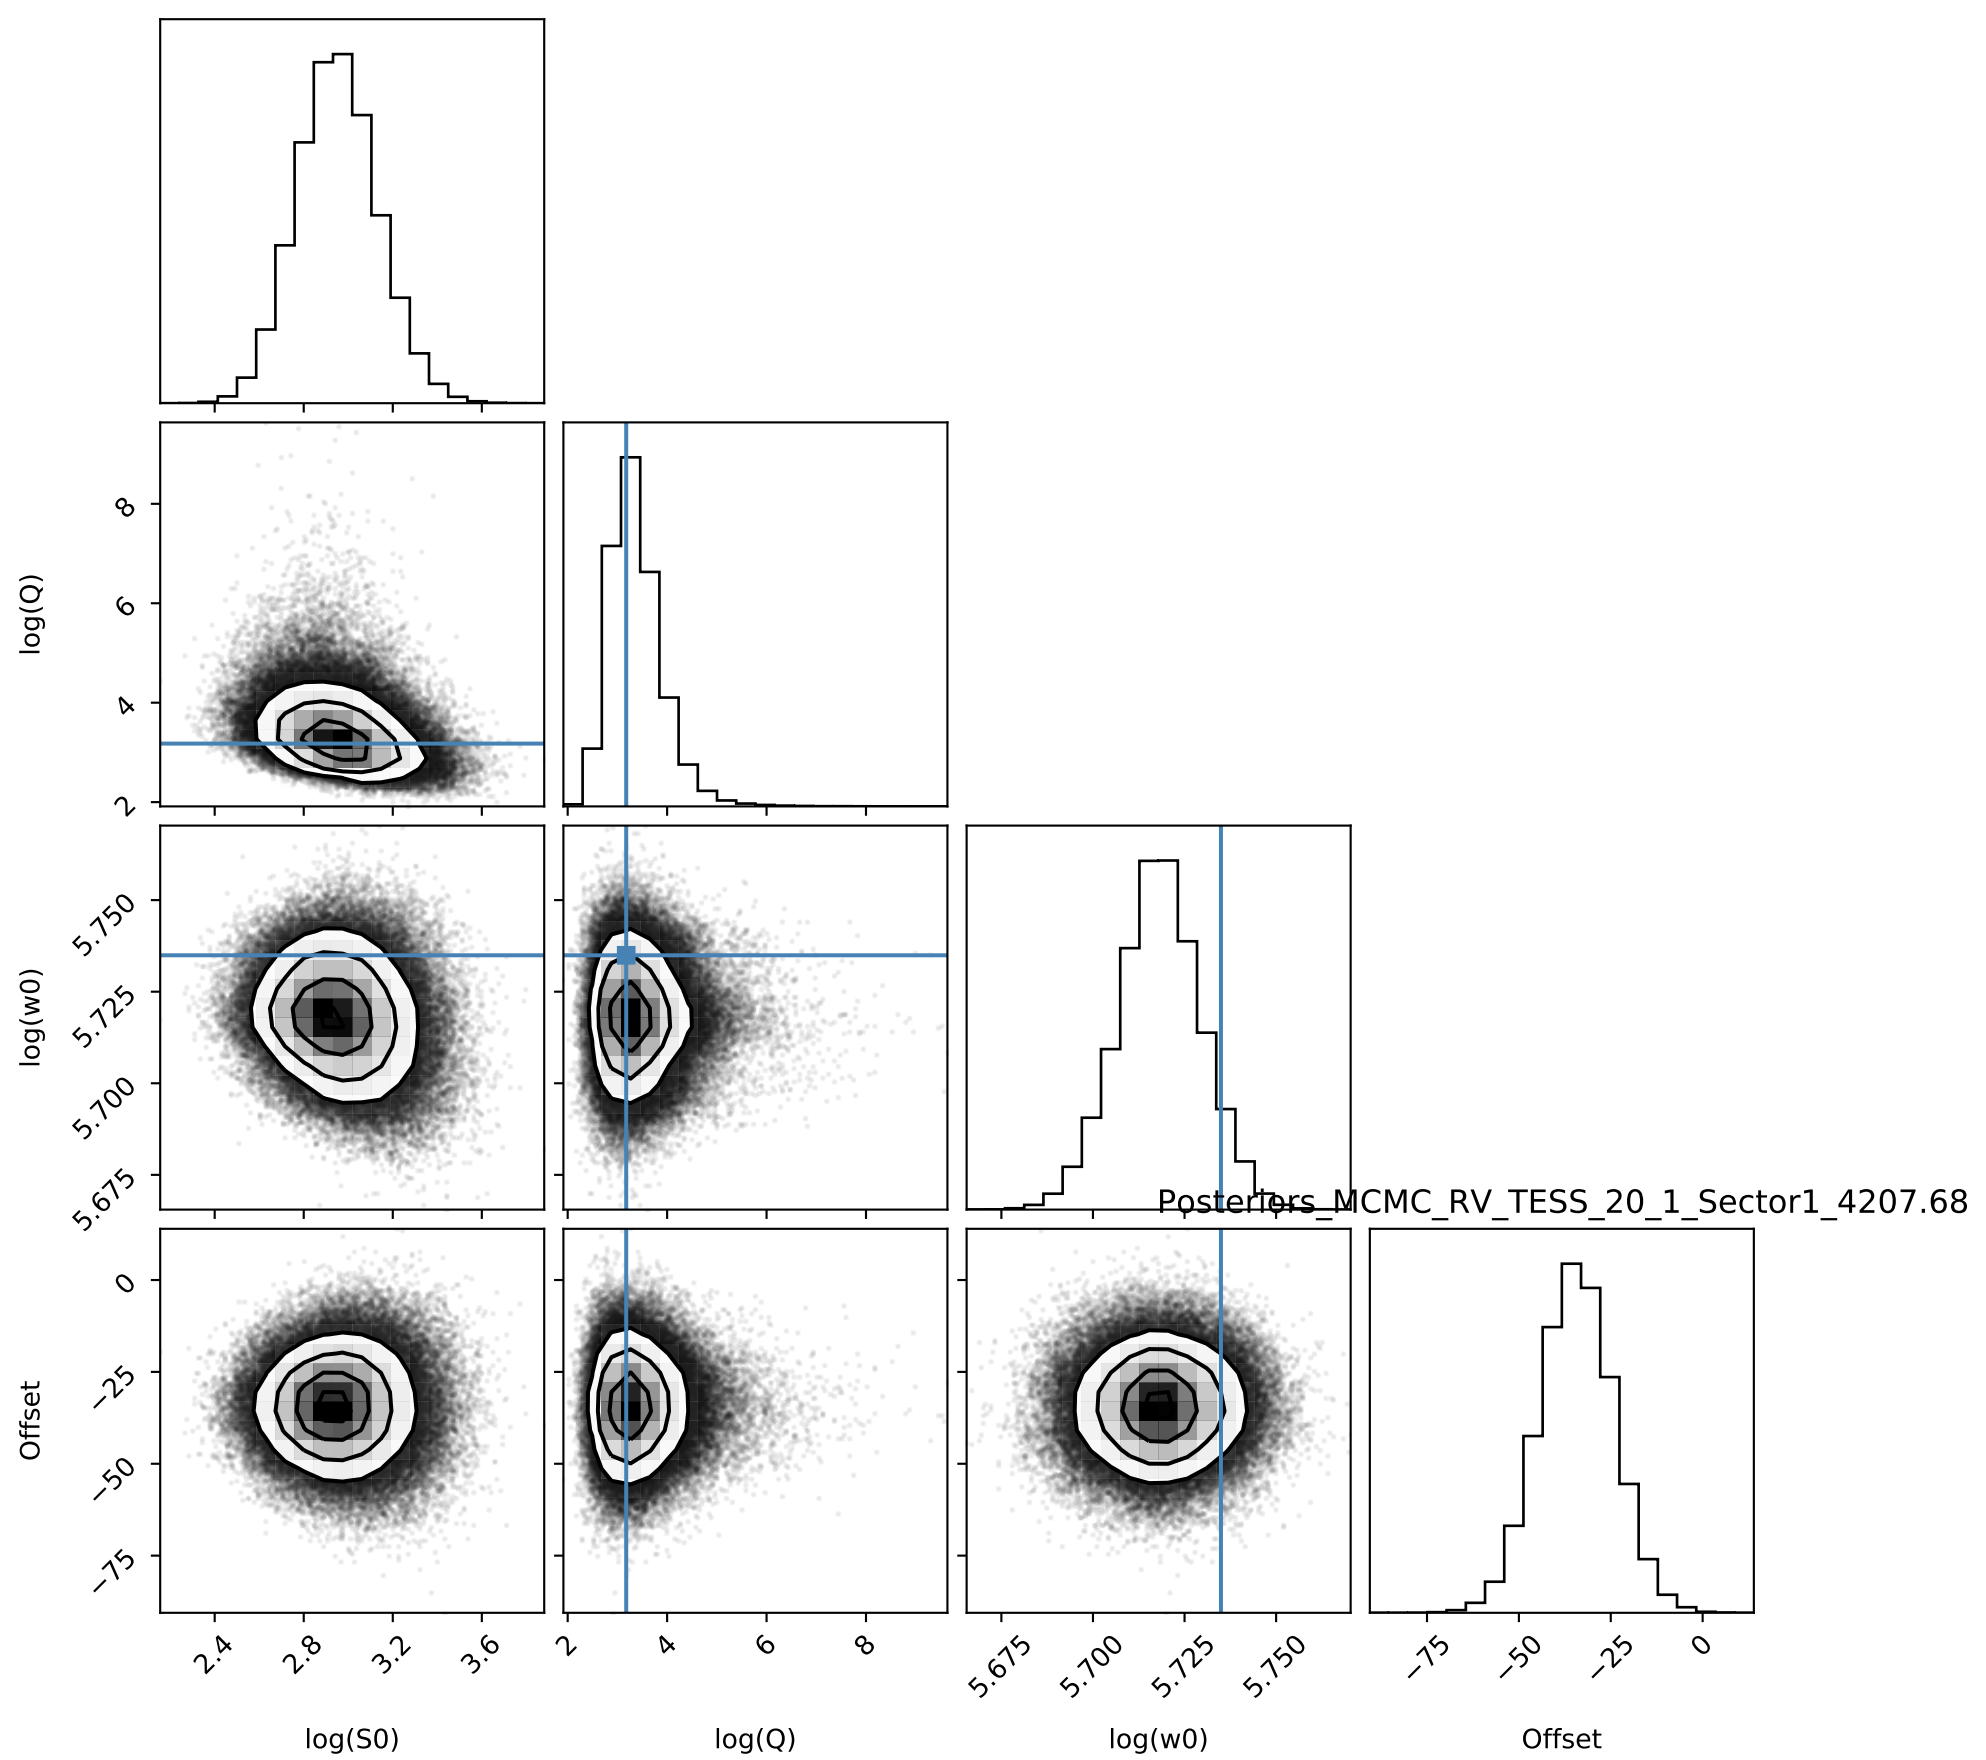 log(Q)
8
6
4
2
log(w0)
5.750
5.725
5.700
5.675
Posteriors_MCMC_RV_TESS_20_1_Sector1_4207.68
Offset
0
−25
−50
−75
2.4 2.8 3.2 3.6
2 4 6 8
5.675 5.700 5.725 5.750
−75 −50 −25 0
log(S0) log(Q) log(w0) Offset